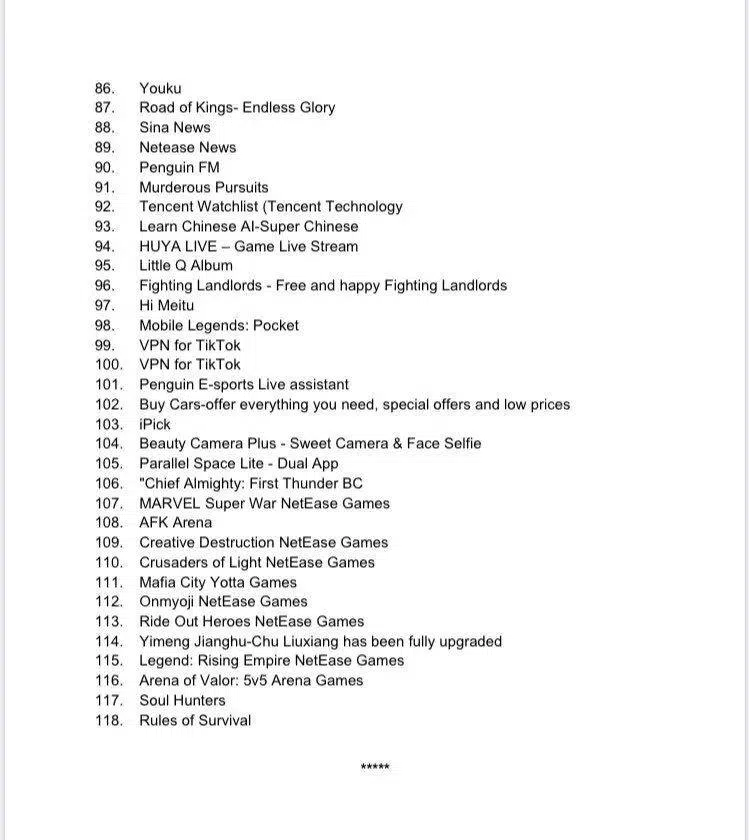 86. Youku
87. Road of Kings- Endless Glory
88. Sina News
89. Netease News
90. Penguin FM
91. Murderous Pursuits
92. Tencent Watchlist (Tencent Technology
93. Learn Chinese AI-Super Chinese
94. HUYA LIVE – Game Live Stream
95. Little Q Album
96. Fighting Landlords - Free and happy Fighting Landlords
97. Hi Meitu
98. Mobile Legends: Pocket
99. VPN for TikTok
100. VPN for TikTok
101. Penguin E-sports Live assistant
102. Buy Cars-offer everything you need, special offers and low prices
103. iPick
104. Beauty Camera Plus - Sweet Camera & Face Selfie
105. Parallel Space Lite - Dual App
106. "Chief Almighty: First Thunder BC
107. MARVEL Super War NetEase Games
108. AFK Arena
109. Creative Destruction NetEase Games
110. Crusaders of Light NetEase Games
111. Mafia City Yotta Games
112. Onmyoji NetEase Games
113. Ride Out Heroes NetEase Games
114. Yimeng Jianghu-Chu Liuxiang has been fully upgraded
115. Legend: Rising Empire NetEase Games
116. Arena of Valor: 5v5 Arena Games
117. Soul Hunters
118. Rules of Survival
*****